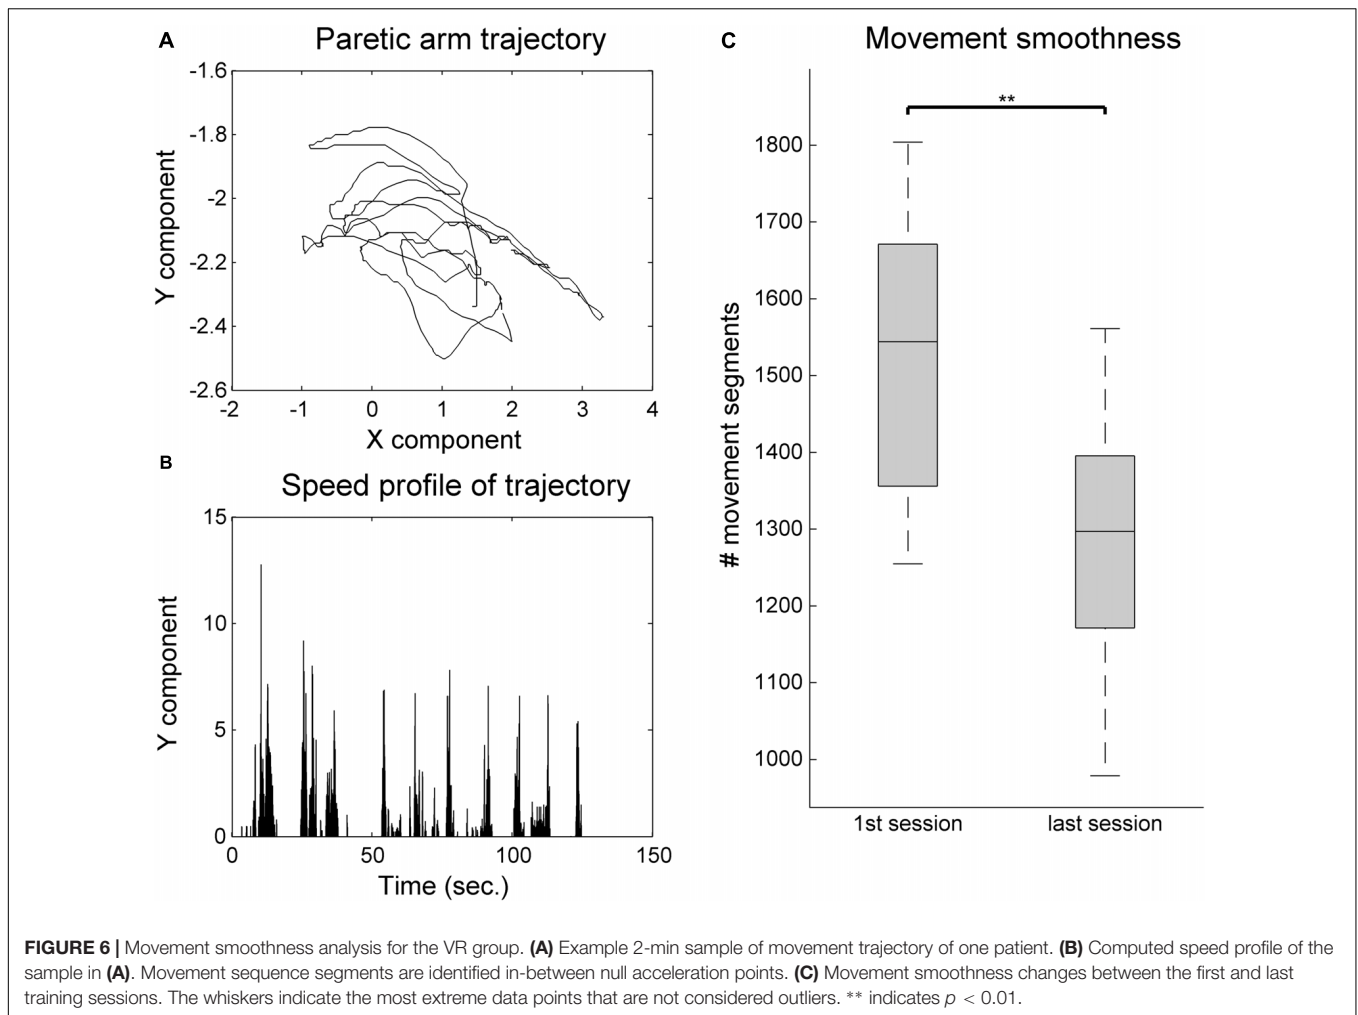 A
Paretic arm trajectory
-1.6
-1.8
-2
-2.2
-2.4
-2.6
Y component
-2 -1 0 1 2 3 4
X component
B
Speed profile of trajectory
15
10
5
0
Y component
0 50 100 150
Time (sec.)
C
Movement smoothness
**
1800
1700
1600
1500
1400
1300
1200
1100
1000
# movement segments
1st session last session
FIGURE 6 | Movement smoothness analysis for the VR group. (A) Example 2-min sample of movement trajectory of one patient. (B) Computed speed profile of the
sample in (A). Movement sequence segments are identified in-between null acceleration points. (C) Movement smoothness changes between the first and last
training sessions. The whiskers indicate the most extreme data points that are not considered outliers. ** indicates p < 0.01.